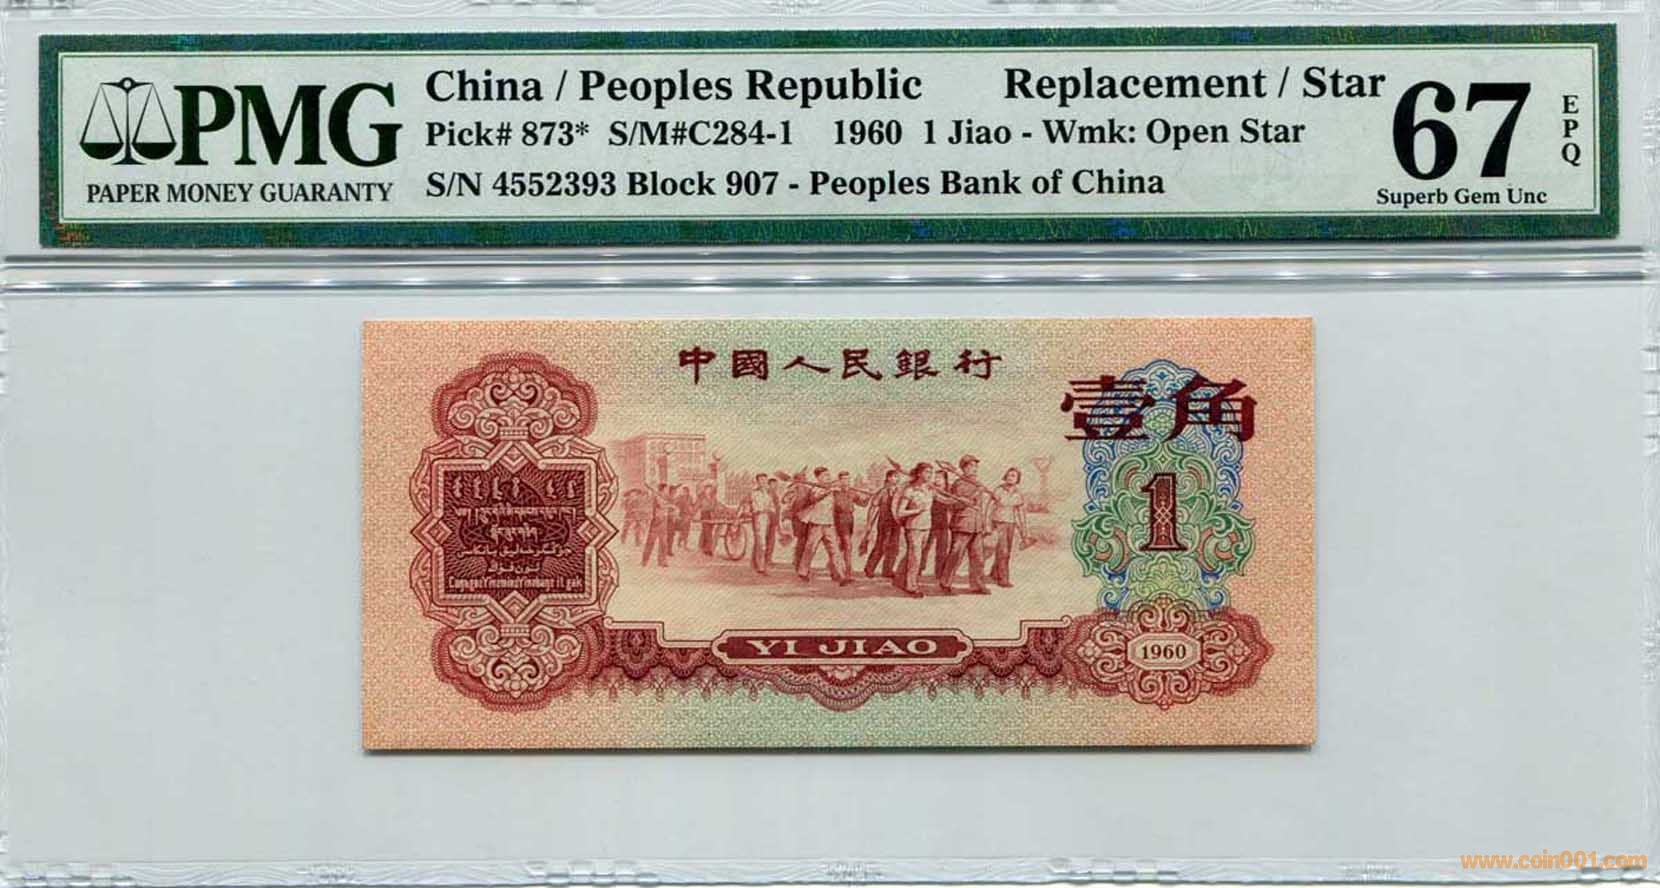 PMG
PAPER MONEY GUARANTY
China / Peoples Republic Replacement / Star
Pick# 873* S/M#C284-1 1960 1 Jiao - Wmk: Open Star
S/N 4552393 Block 907 - Peoples Bank of China
67
EPQ
Superb Gem Unc
中國人民銀行
壹角
1
YI JIAO
1960
www.coin001.com